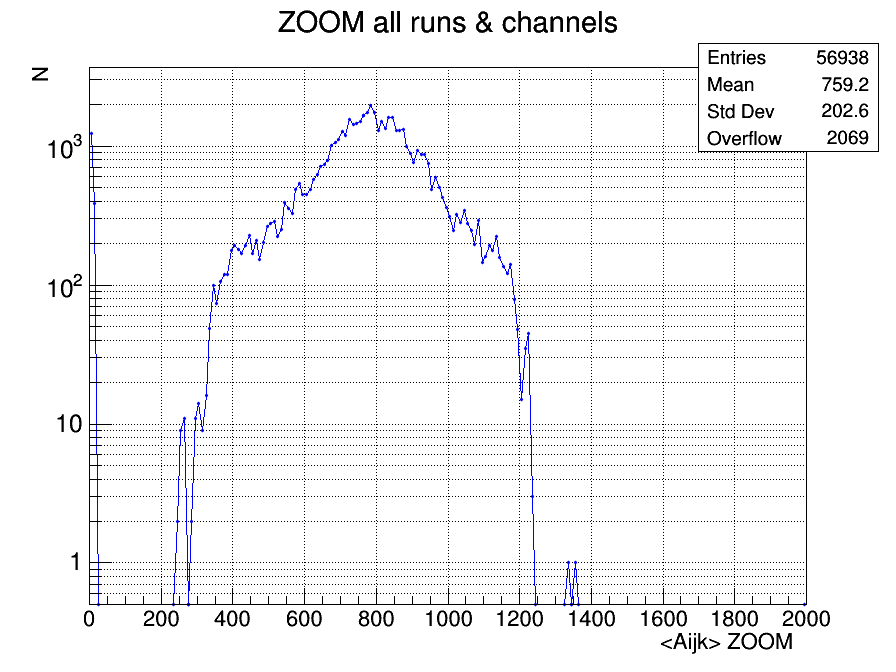 ZOOM all runs & channels
N
Entries 56938
Mean 759.2
Std Dev 202.6
Overflow 2069
10³
10²
10
1
0 200 400 600 800 1000 1200 1400 1600 1800 2000
<Aijk> ZOOM